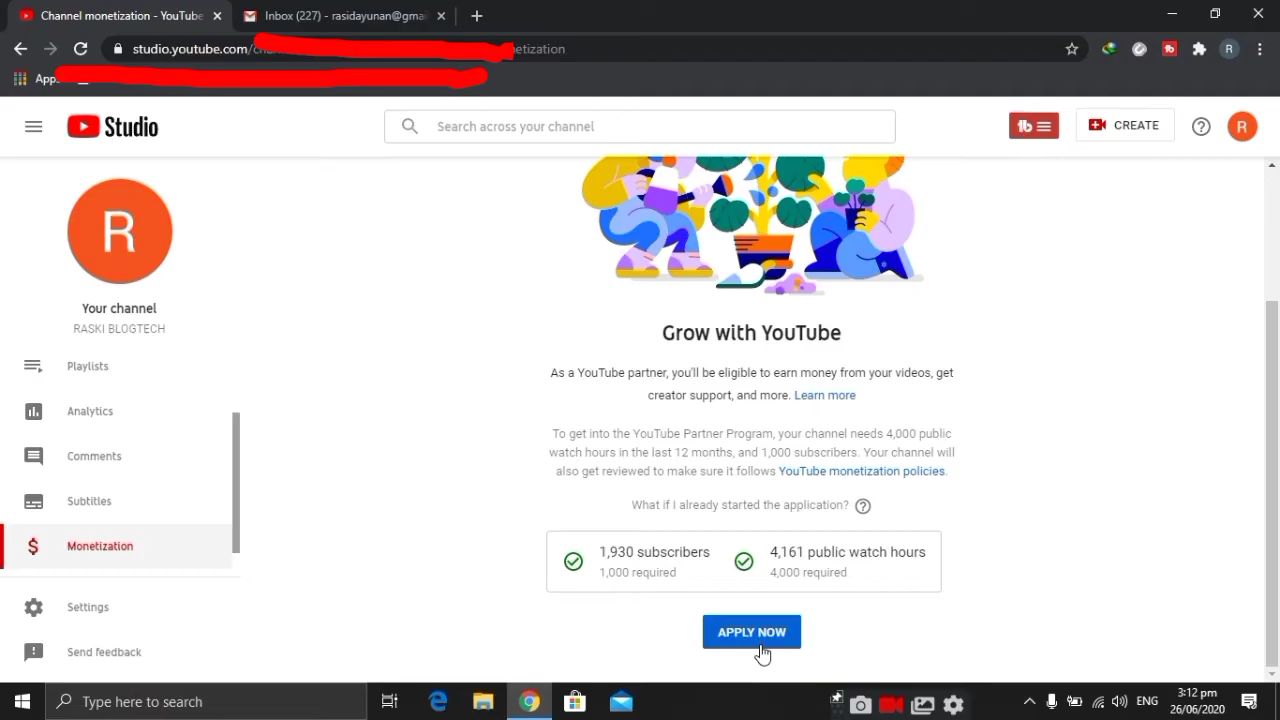 Channel monetization - YouTube
Inbox (227) - rasidayunan@gma
studio.youtube.com/
netization
Apps
Studio
Search across your channel
CREATE
R
R
R
Your channel
RASKI BLOGTECH
Playlists
Analytics
Comments
Subtitles
Monetization
Settings
Send feedback
Grow with YouTube
As a YouTube partner, you'll be eligible to earn money from your videos, get
creator support, and more. Learn more
To get into the YouTube Partner Program, your channel needs 4,000 public
watch hours in the last 12 months, and 1,000 subscribers. Your channel will
also get reviewed to make sure it follows YouTube monetization policies.
What if I already started the application?
1,930 subscribers
1,000 required
4,161 public watch hours
4,000 required
APPLY NOW
Type here to search
ENG
3:12 pm
26/06/2020